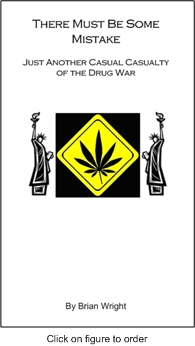 There Must Be Some
Mistake
Just Another Casual Casualty
of the Drug War
By Brian Wright
Click on figure to order